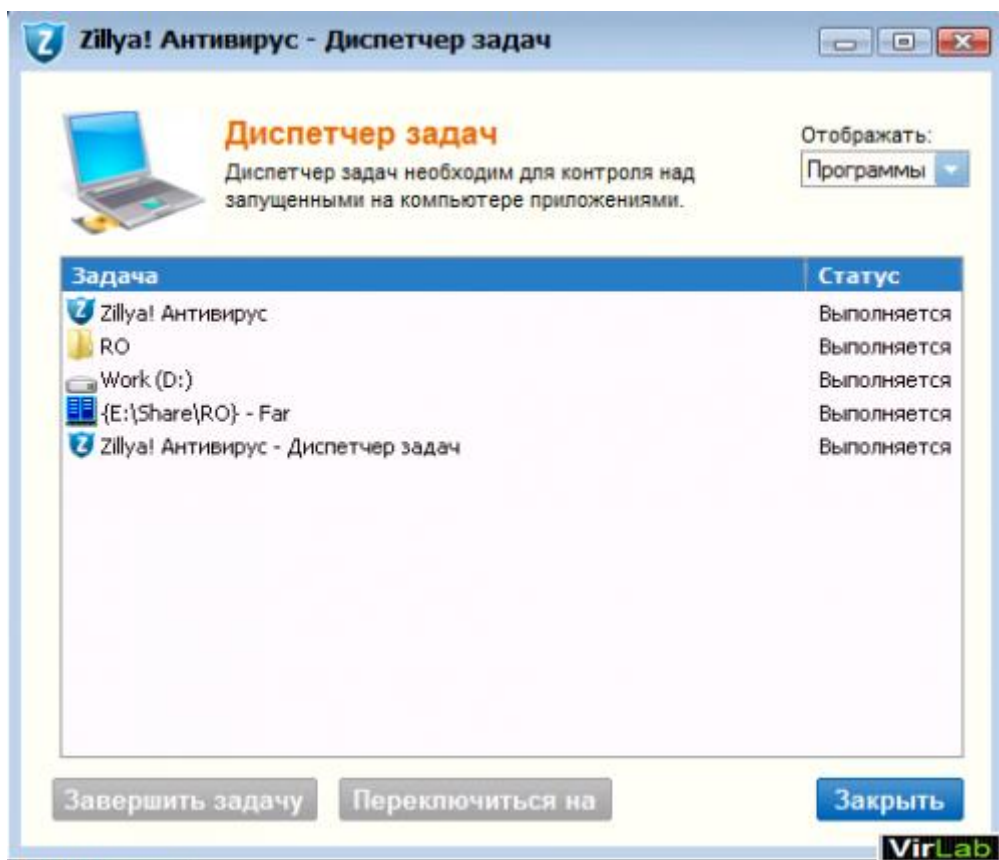 Zillya! Антивирус - Диспетчер задач
Диспетчер задач
Диспетчер задач необходим для контроля над
запущенными на компьютере приложениями.
Отображать:
Программы
Задача Статус
Zillya! Антивирус Выполняется
RO Выполняется
Work (D:) Выполняется
{E:\Share\RO} - Far Выполняется
Zillya! Антивирус - Диспетчер задач Выполняется
Завершить задачу Переключиться на Закрыть
VirLab